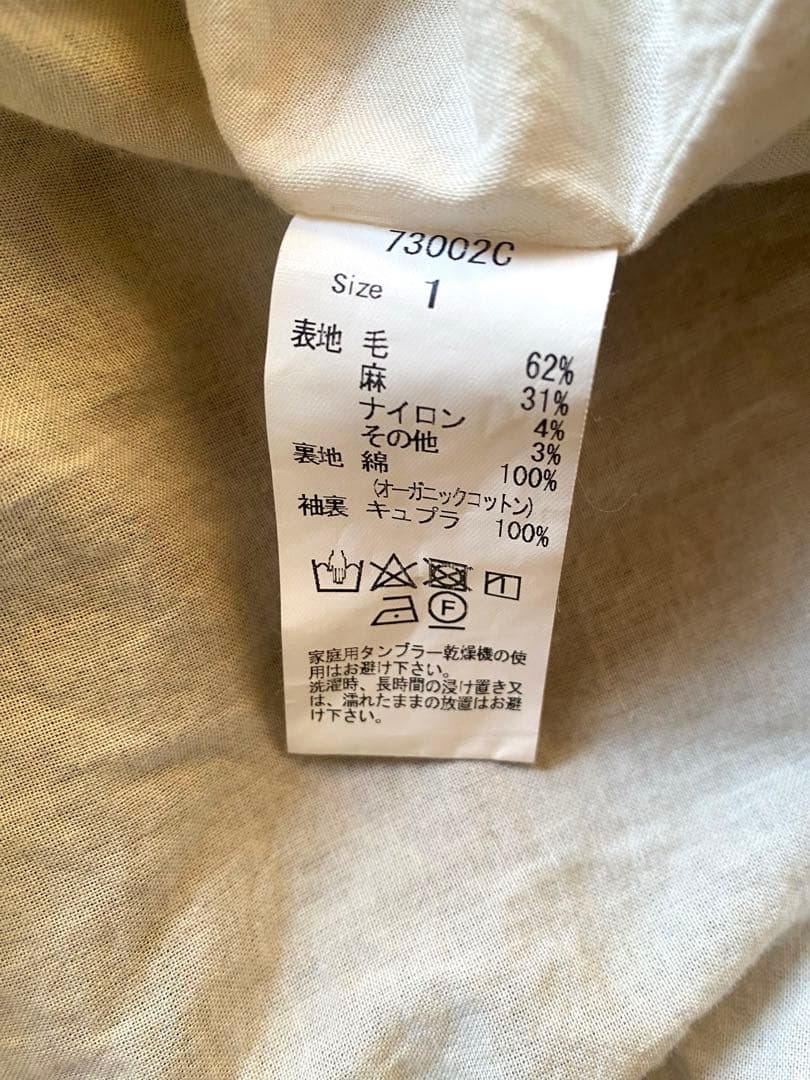 73002C
Size 1
表地 毛 62%
麻 31%
ナイロン 4%
その他 3%
裏地 綿 100%
(オーガニックコットン)
袖裏 キュプラ 100%
1
F
家庭用タンブラー乾燥機の使
用はお避け下さい。
洗濯時、長時間の浸け置き又
は、濡れたままの放置はお避
け下さい。